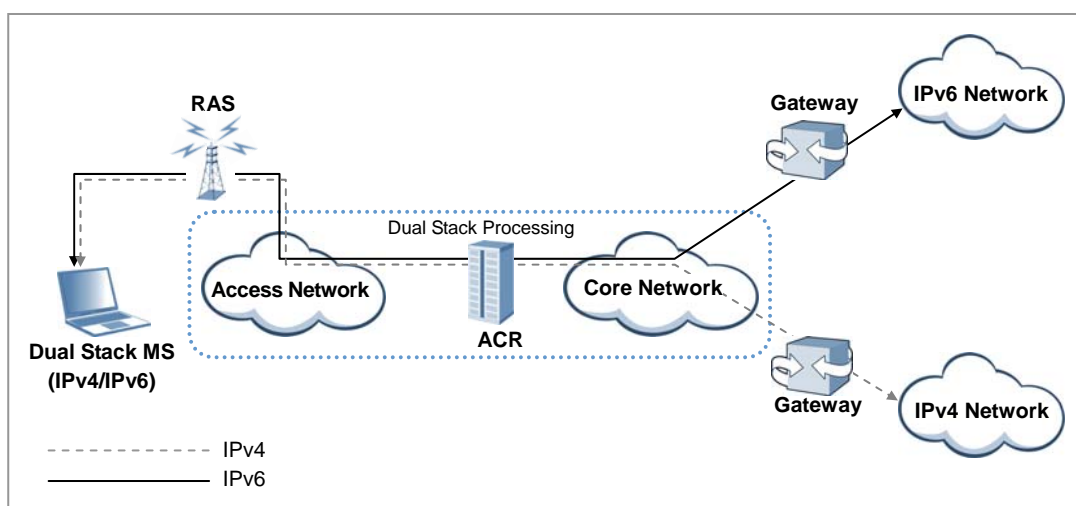 RAS
Gateway
IPv6 Network
Dual Stack Processing
Access Network
Core Network
ACR
Dual Stack MS
(IPv4/IPv6)
Gateway
IPv4 Network
IPv4
IPv6